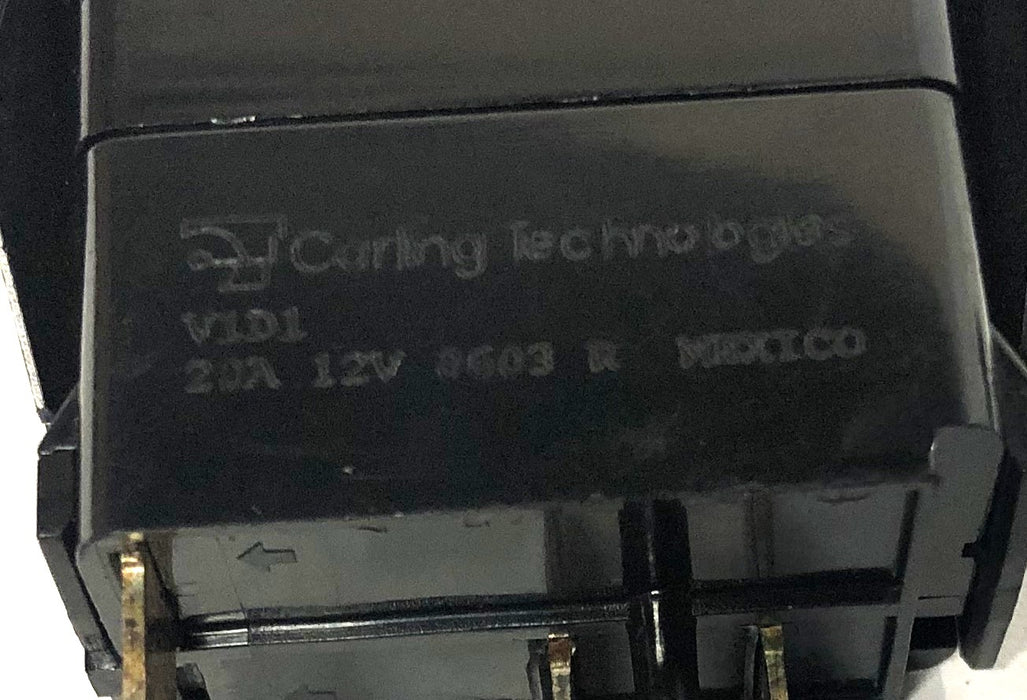 Carling Technologies
V1D1
20A 12V 0603 R MEXICO